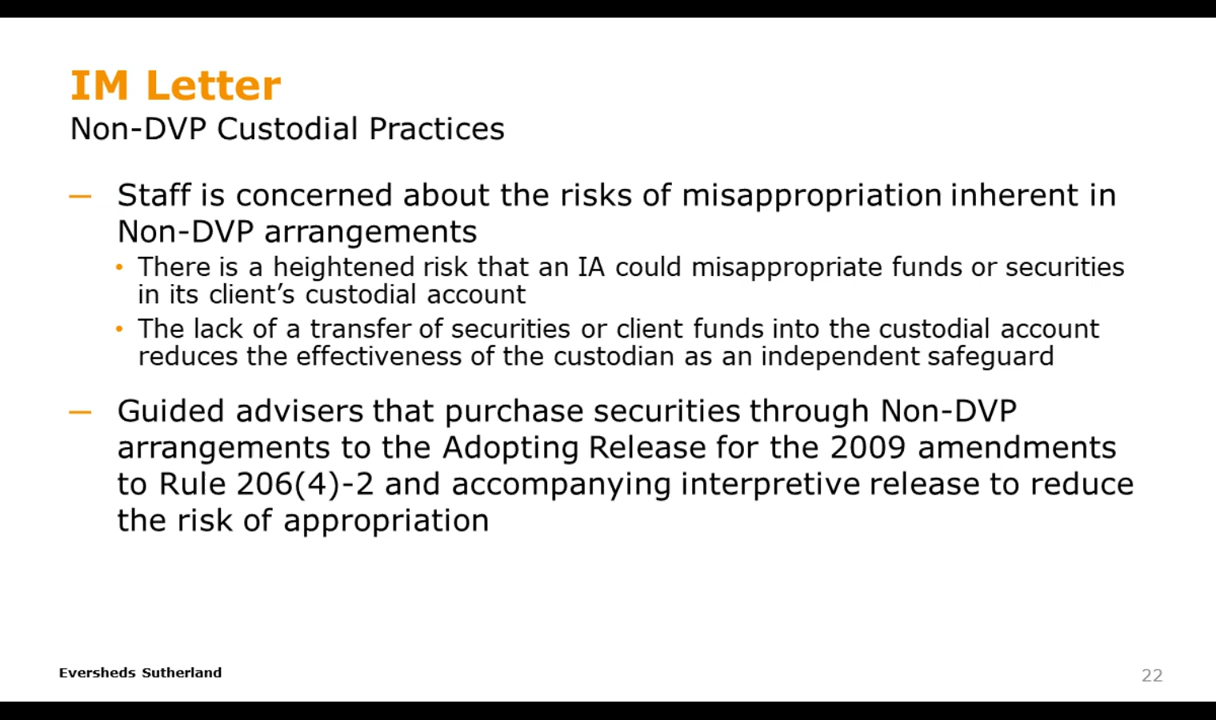 IM Letter
Non-DVP Custodial Practices
— Staff is concerned about the risks of misappropriation inherent in
Non-DVP arrangements
• There is a heightened risk that an IA could misappropriate funds or securities
in its client’s custodial account
• The lack of a transfer of securities or client funds into the custodial account
reduces the effectiveness of the custodian as an independent safeguard
— Guided advisers that purchase securities through Non-DVP
arrangements to the Adopting Release for the 2009 amendments
to Rule 206(4)-2 and accompanying interpretive release to reduce
the risk of appropriation
Eversheds Sutherland
22